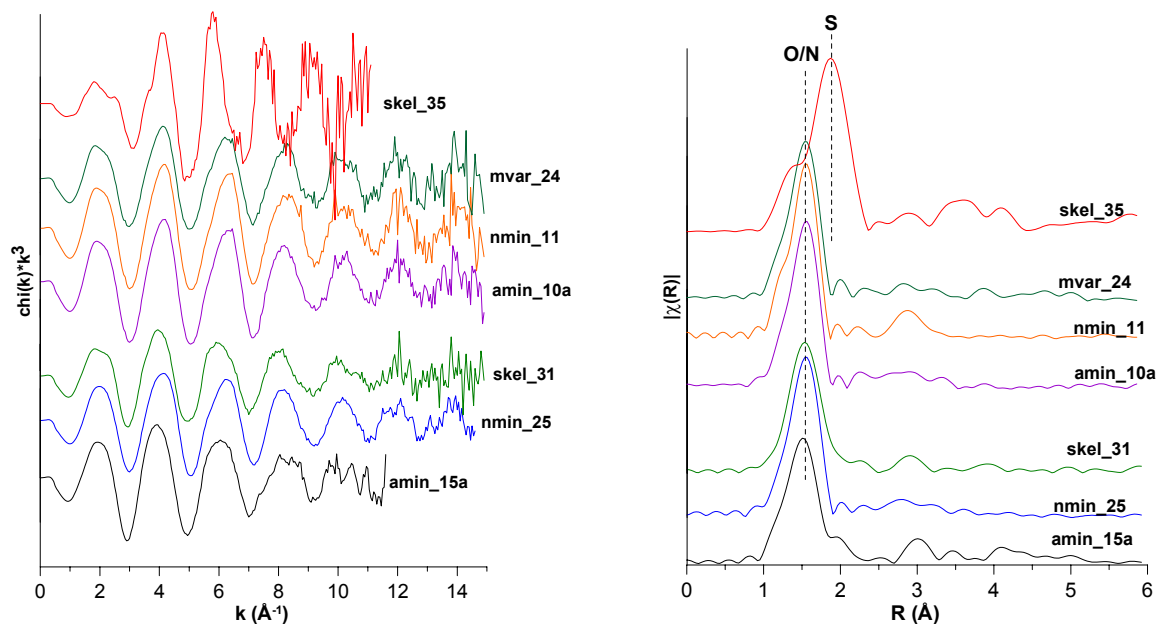 skel_35
mvar_24
nmin_11
amin_10a
skel_31
nmin_25
amin_15a
chi(k)*k³
0 2 4 6 8 10 12 14
k (Å⁻¹)
S
O/N
skel_35
mvar_24
nmin_11
amin_10a
skel_31
nmin_25
amin_15a
|χ(R)|
0 1 2 3 4 5 6
R (Å)